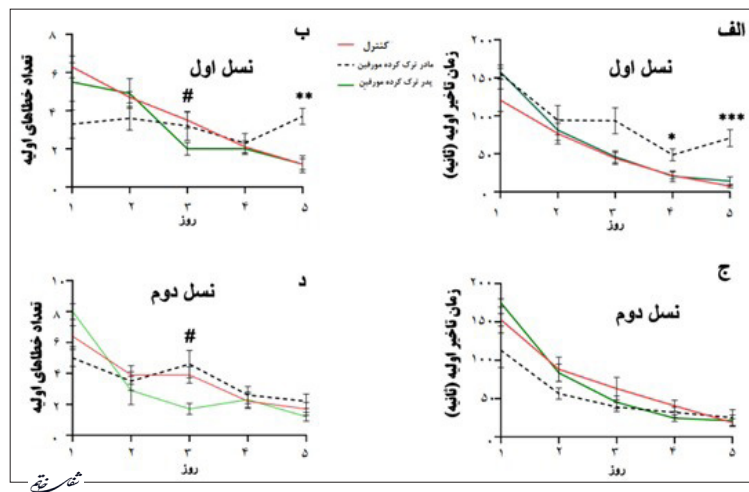 الف
نسل اول
زمان تاخیر اولیه (ثانیه)
۲۰۰
۱۵۰
۱۰۰
۵۰
۰
*
***
۱ ۲ ۳ ۴ ۵
روز
کنترل
مادر ترک کرده مورفین
پدر ترک کرده مورفین
ب
نسل اول
تعداد خطاهای اولیه
۸
۶
۴
۲
۰
#
**
۱ ۲ ۳ ۴ ۵
روز
ج
نسل دوم
زمان تاخیر اولیه (ثانیه)
۲۰۰
۱۵۰
۱۰۰
۵۰
۰
۱ ۲ ۳ ۴ ۵
روز
د
نسل دوم
تعداد خطاهای اولیه
۱۰
۸
۶
۴
۲
۰
#
۱ ۲ ۳ ۴ ۵
روز
شفای خاتم